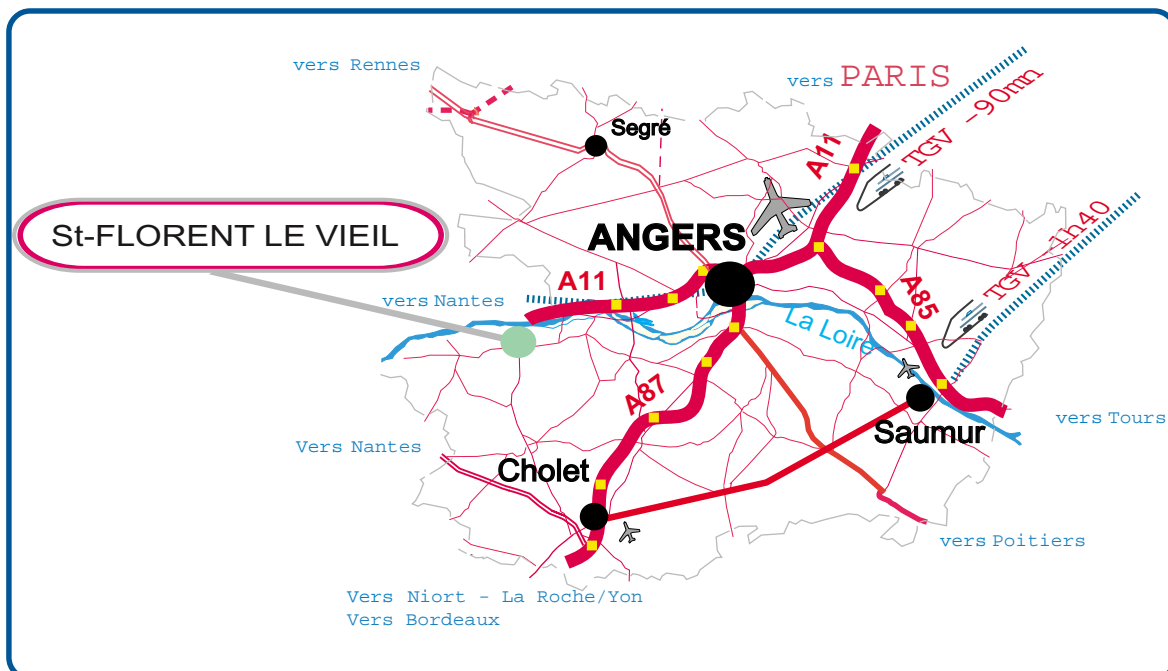 vers Rennes
vers PARIS
TGV -90mn
Segré
A11
St-FLORENT LE VIEIL
ANGERS
TGV -1h40
A11
vers Nantes
A85
La Loire
A87
vers Tours
Saumur
Vers Nantes
Cholet
vers Poitiers
Vers Niort - La Roche/Yon
Vers Bordeaux